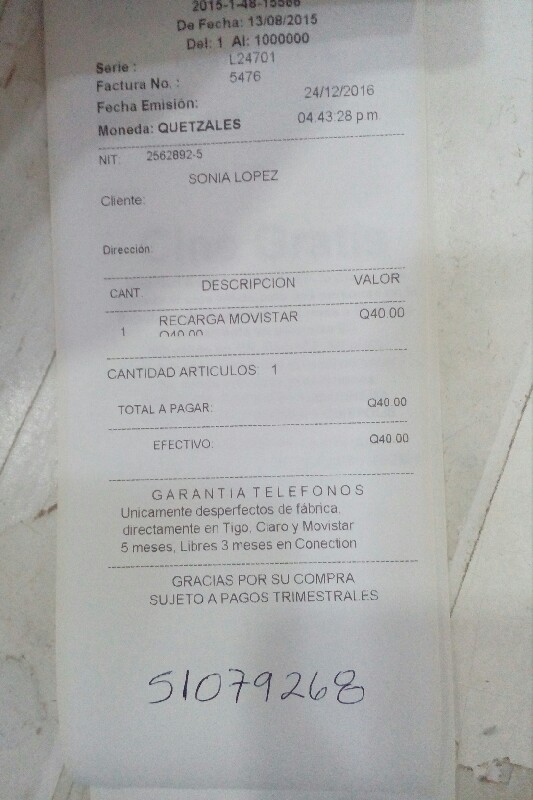 2015-1-48-15566
De Fecha: 13/08/2015
Del: 1 Al: 1000000
Serie : L24701
Factura No. : 5476
Fecha Emisión: 24/12/2016
Moneda: QUETZALES 04:43:28 p.m.
NIT: 2562892-5
SONIA LOPEZ
Cliente:
Dirección:
CANT. DESCRIPCION VALOR
1 RECARGA MOVISTAR Q40.00
Q40.00
CANTIDAD ARTICULOS: 1
TOTAL A PAGAR: Q40.00
EFECTIVO: Q40.00
GARANTIA TELEFONOS
Unicamente desperfectos de fábrica,
directamente en Tigo, Claro y Movistar
5 meses, Libres 3 meses en Conection
GRACIAS POR SU COMPRA
SUJETO A PAGOS TRIMESTRALES
51079268